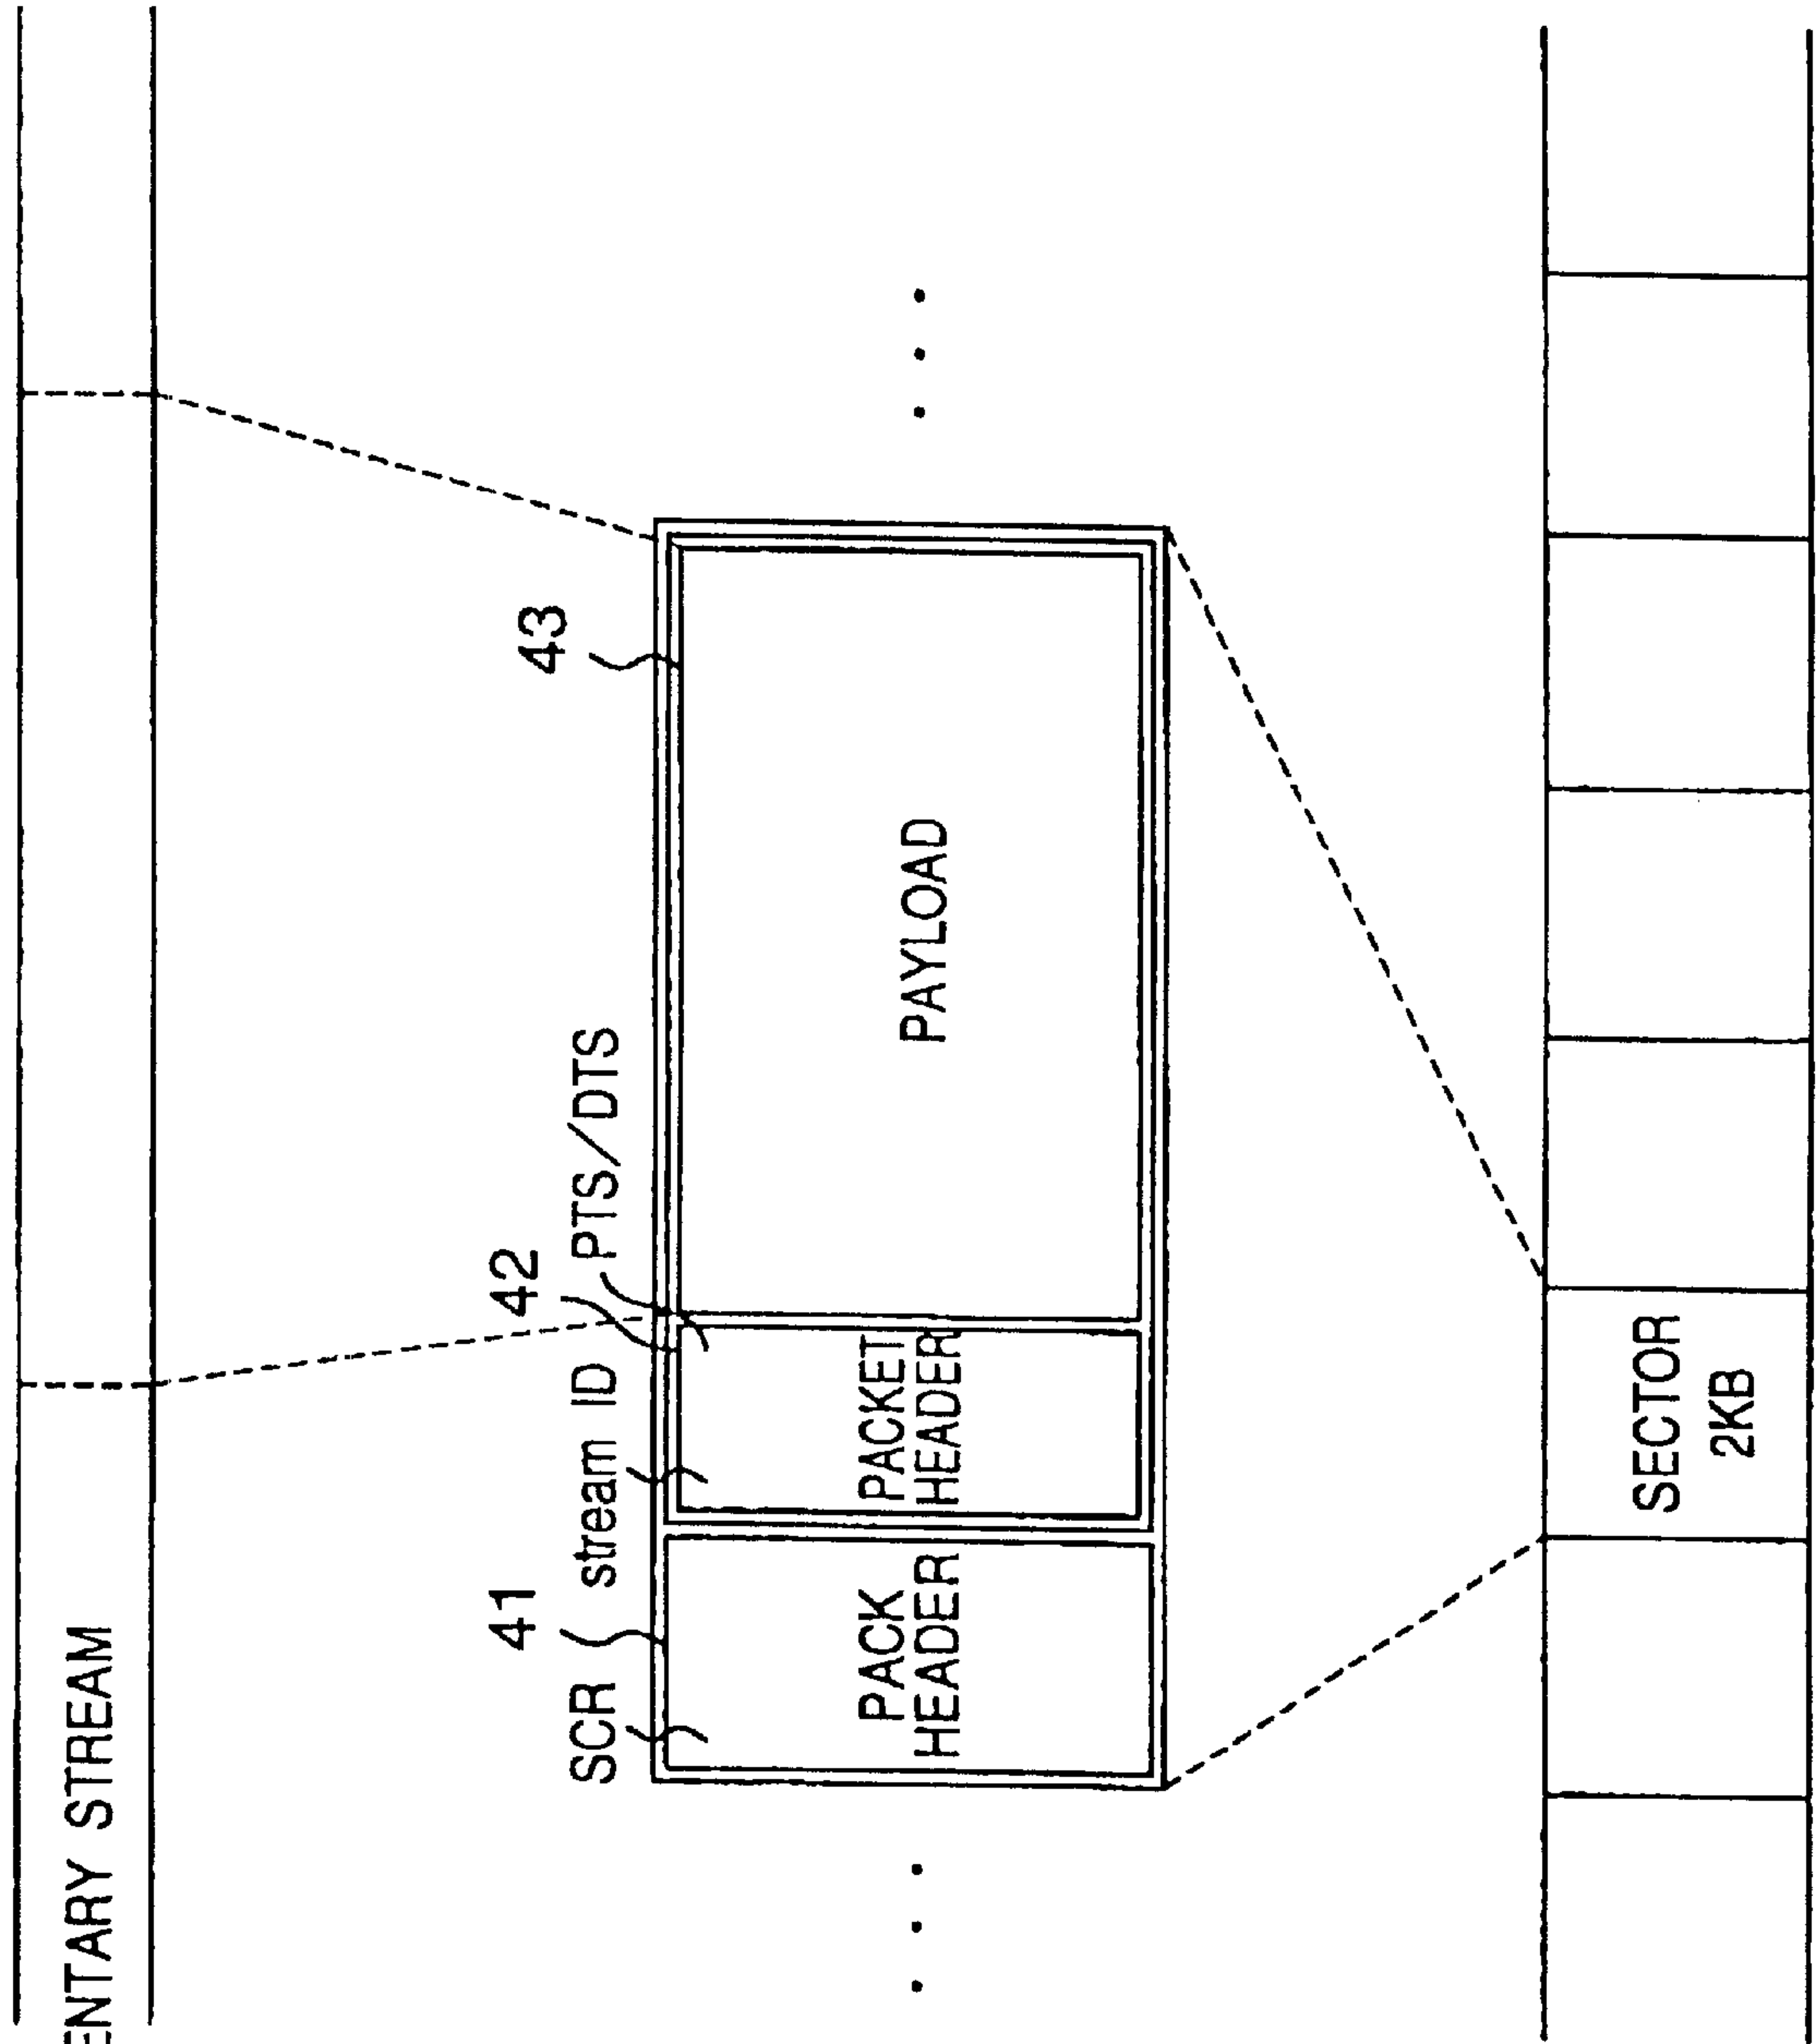 ENTARY STREAM
41
42
43
SCR
stream ID
PTS/DTS
PACK
HEADER
PACKET
HEADER
PAYLOAD
SECTOR
2KB